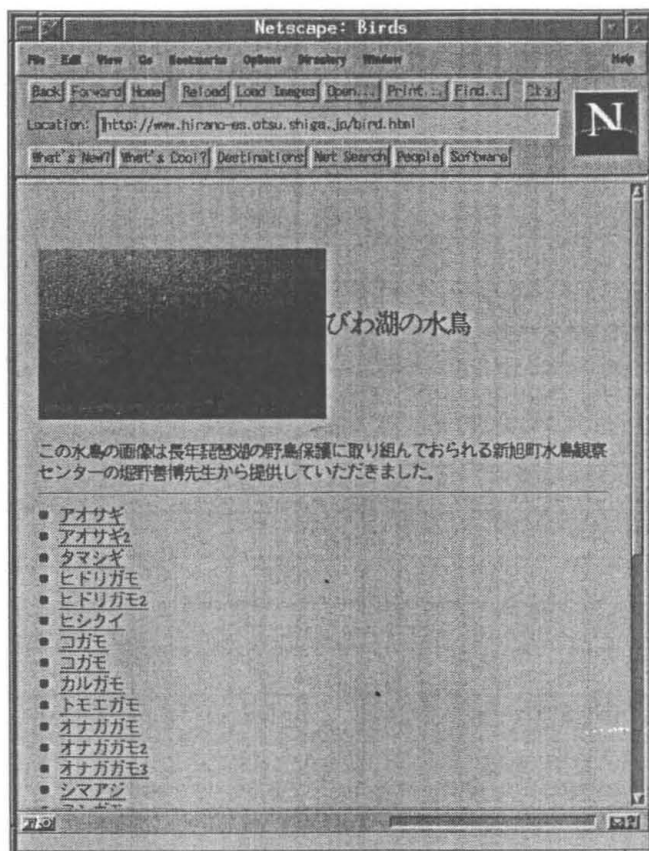 Netscape: Birds
File Edit View Go Bookmarks Options Directory Window Help
Back Forward Home Reload Load Images Open... Print... Find... Stop
Location: http://www.hirano-es.otsu.shiga.jp/bird.html
N
What's New? What's Cool? Destinations Net Search People Software
びわ湖の水鳥
この水鳥の画像は長年琵琶湖の野鳥保護に取り組んでおられる新旭町水鳥観察
センターの堀野善博先生から提供していただきました。
アオサギ
アオサギ2
タマシギ
ヒドリガモ
ヒドリガモ2
ヒシクイ
コガモ
コガモ
カルガモ
トモエガモ
オナガガモ
オナガガモ2
オナガガモ3
シマアジ